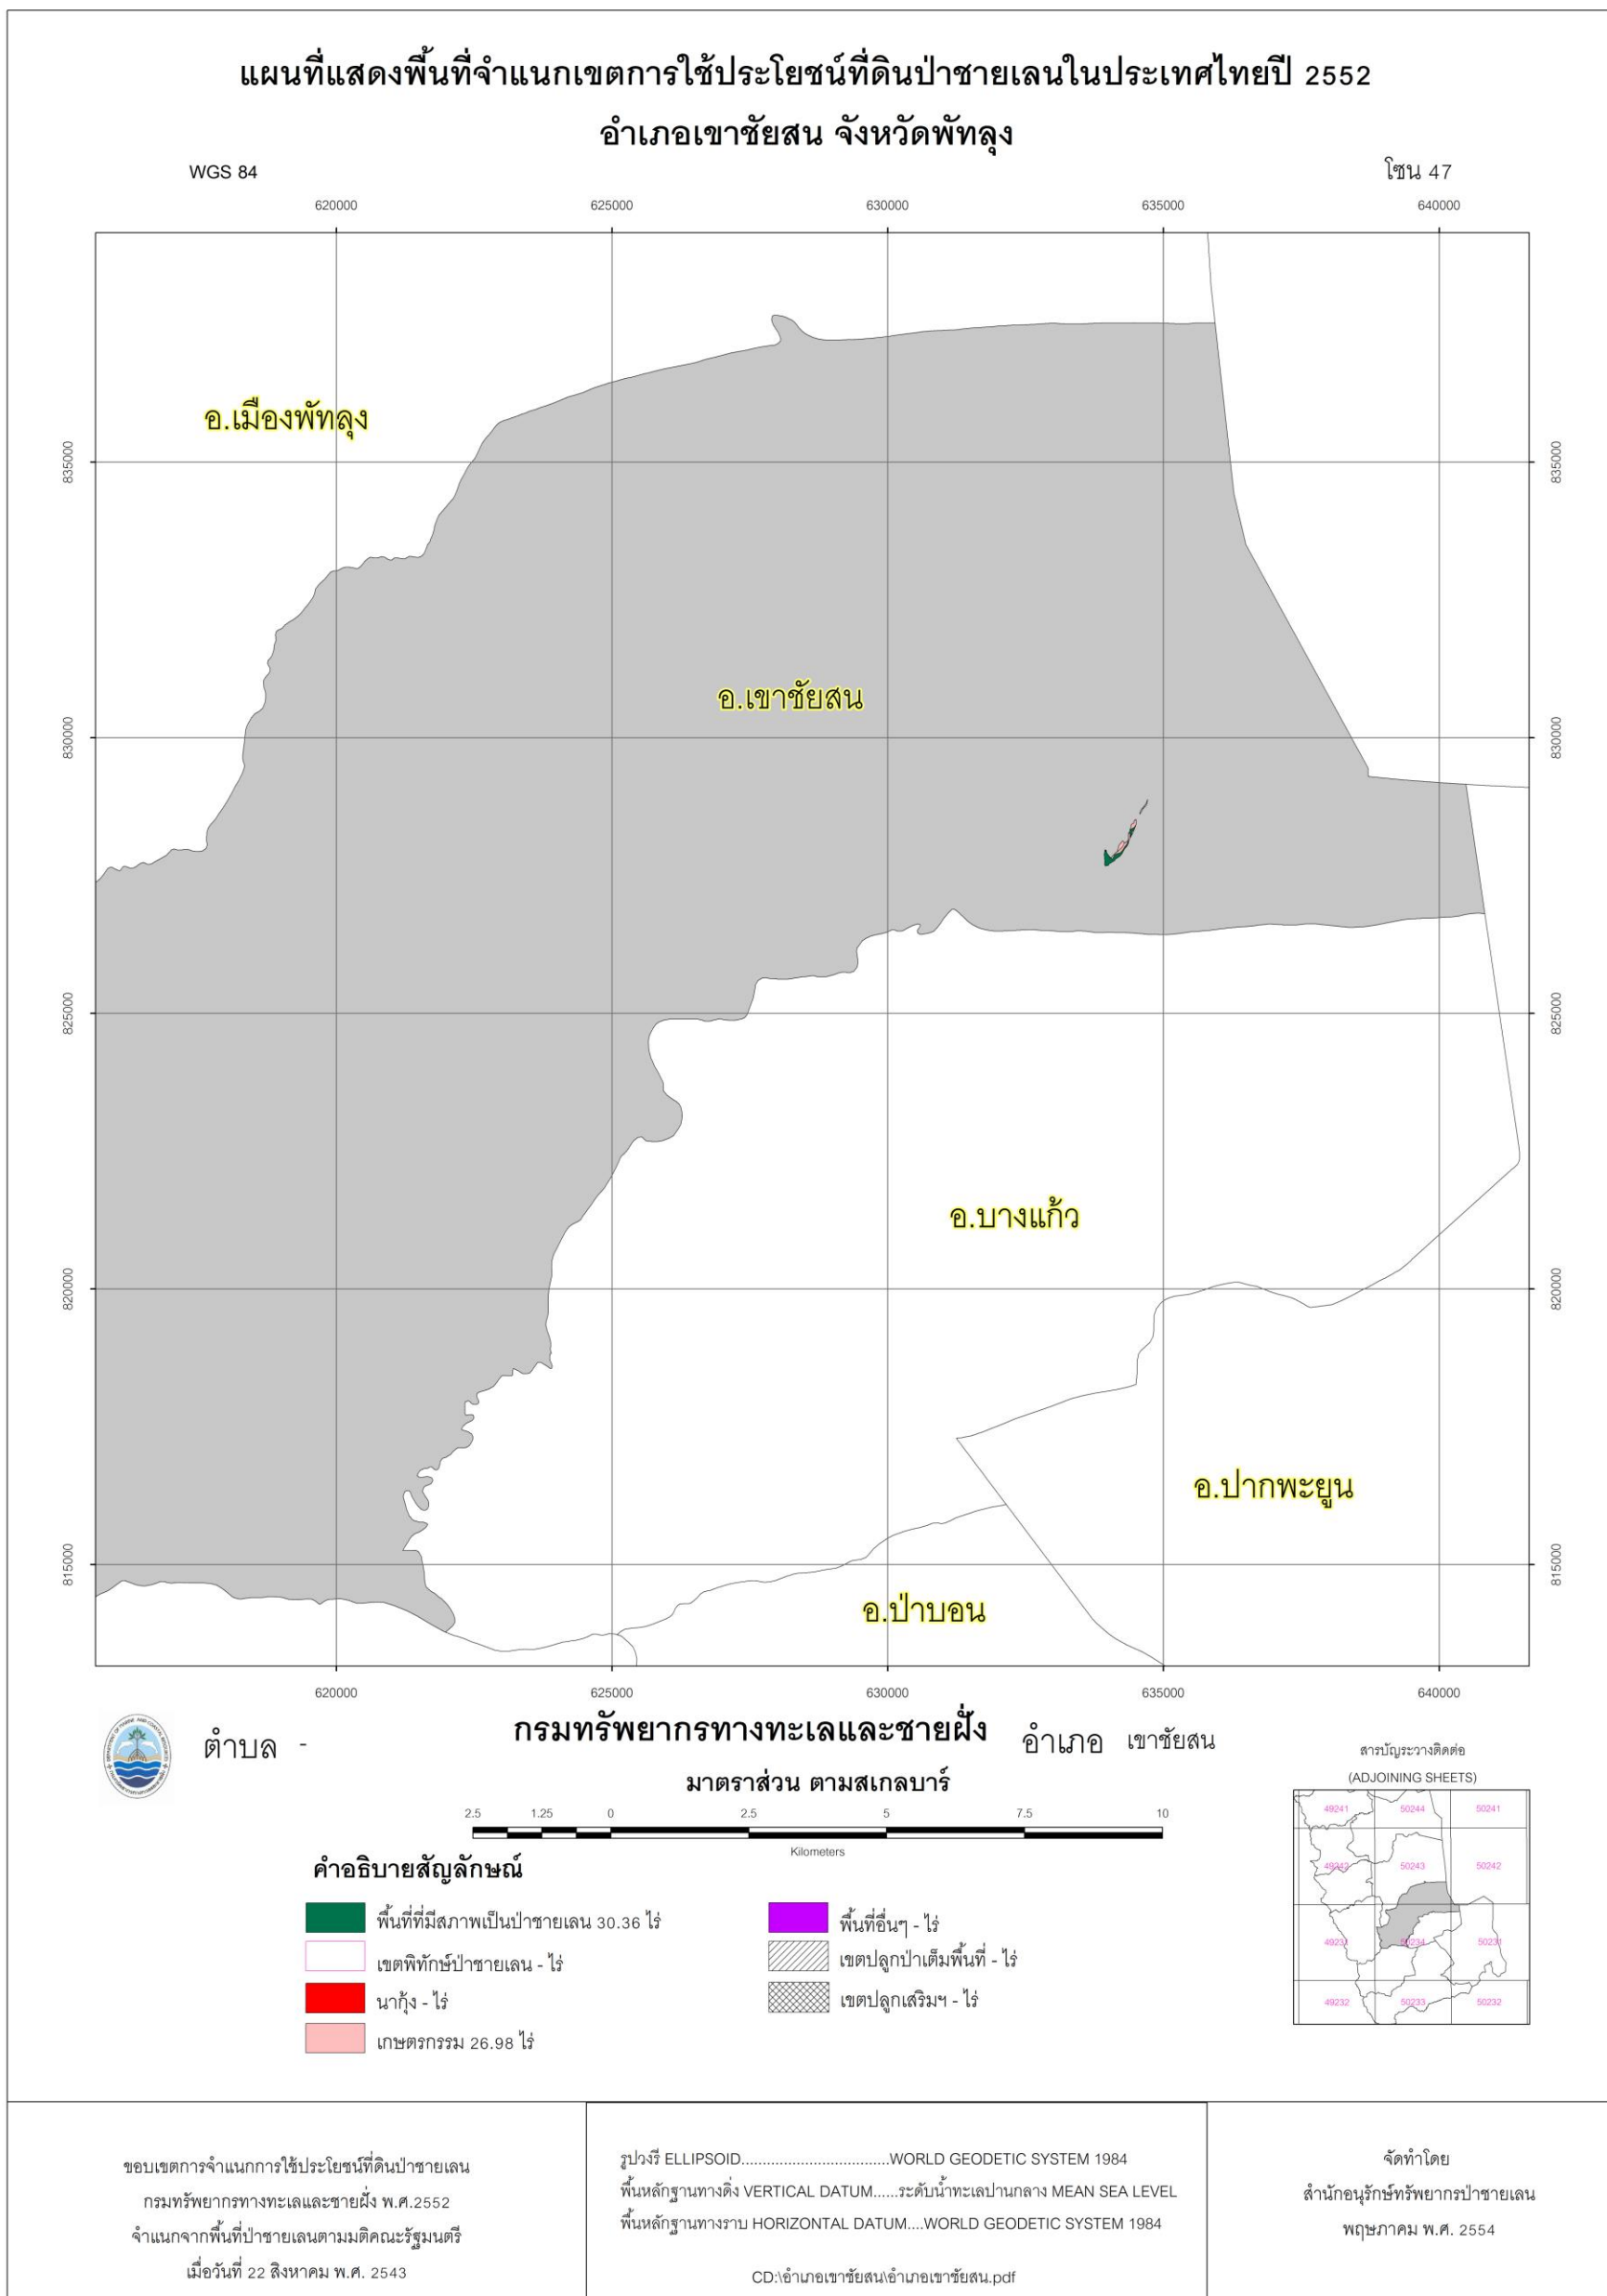 แผนที่แสดงพื้นที่จำแนกเขตการใช้ประโยชน์ที่ดินป่าชายเลนในประเทศไทยปี 2552
อำเภอเขาชัยสน จังหวัดพัทลุง
WGS 84
โซน 47
620000 625000 630000 635000 640000
อ.เมืองพัทลุง
835000 835000
อ.เขาชัยสน
830000 830000
825000 825000
อ.บางแก้ว
820000 820000
อ.ปากพะยูน
815000 815000
อ.ป่าบอน
620000 625000 630000 635000 640000
ตำบล -
กรมทรัพยากรทางทะเลและชายฝั่ง
อำเภอ เขาชัยสน
มาตราส่วน ตามสเกลบาร์
2.5 1.25 0 2.5 5 7.5 10
Kilometers
สารบัญระวางติดต่อ
(ADJOINING SHEETS)
49241 50244 50241
49242 50243 50242
49231 50234 50231
49232 50233 50232
คำอธิบายสัญลักษณ์
พื้นที่ที่มีสภาพเป็นป่าชายเลน 30.36 ไร่
เขตพิทักษ์ป่าชายเลน - ไร่
นากุ้ง - ไร่
เกษตรกรรม 26.98 ไร่
พื้นที่อื่นๆ - ไร่
เขตปลูกป่าเต็มพื้นที่ - ไร่
เขตปลูกเสริมฯ - ไร่
ขอบเขตการจำแนกการใช้ประโยชน์ที่ดินป่าชายเลน
กรมทรัพยากรทางทะเลและชายฝั่ง พ.ศ.2552
จำแนกจากพื้นที่ป่าชายเลนตามมติคณะรัฐมนตรี
เมื่อวันที่ 22 สิงหาคม พ.ศ. 2543
รูปวงรี ELLIPSOID...................................WORLD GEODETIC SYSTEM 1984
พื้นหลักฐานทางดิ่ง VERTICAL DATUM......ระดับน้ำทะเลปานกลาง MEAN SEA LEVEL
พื้นหลักฐานทางราบ HORIZONTAL DATUM....WORLD GEODETIC SYSTEM 1984
CD:\อำเภอเขาชัยสน\อำเภอเขาชัยสน.pdf
จัดทำโดย
สำนักอนุรักษ์ทรัพยากรป่าชายเลน
พฤษภาคม พ.ศ. 2554